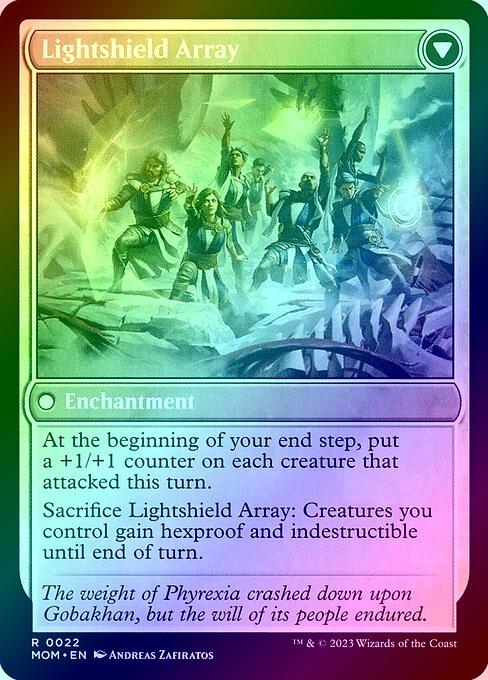 Lightshield Array
Enchantment
At the beginning of your end step, put
a +1/+1 counter on each creature that
attacked this turn.
Sacrifice Lightshield Array: Creatures you
control gain hexproof and indestructible
until end of turn.
The weight of Phyrexia crashed down upon
Gobakhan, but the will of its people endured.
R 0022
MOM • EN Andreas Zafiratos
™ & © 2023 Wizards of the Coast